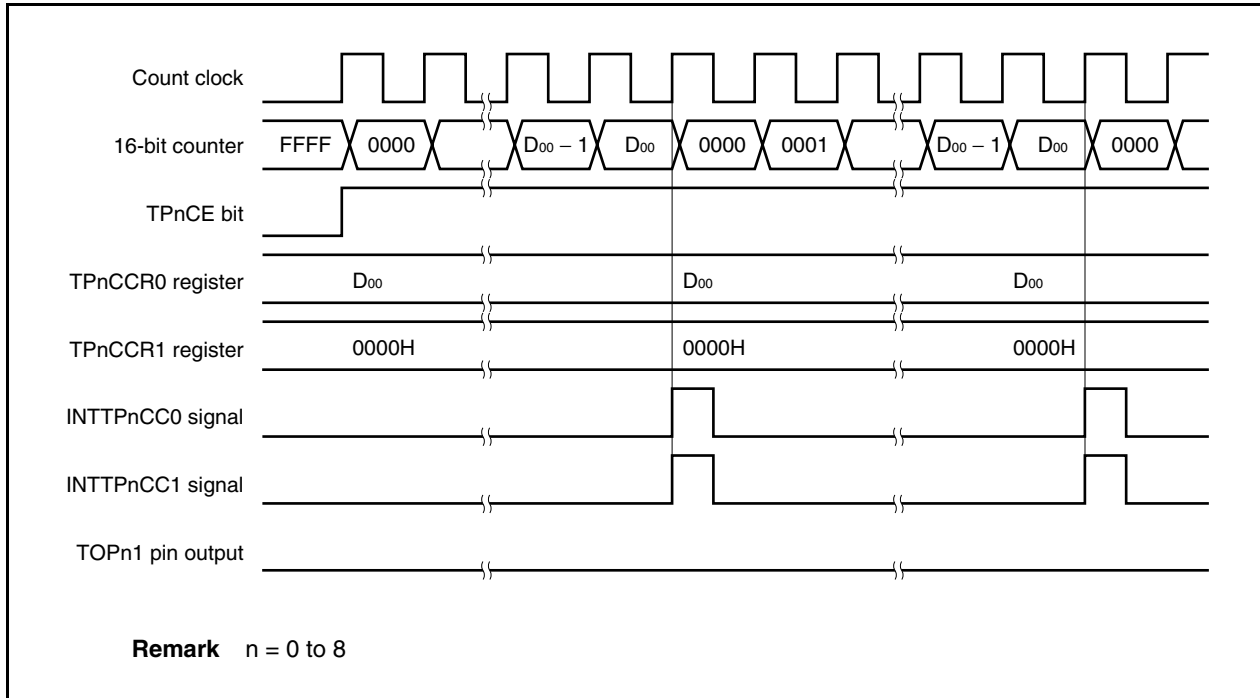 Count clock
16-bit counter FFFF 0000 D₀₀ − 1 D₀₀ 0000 0001 D₀₀ − 1 D₀₀ 0000
TPnCE bit
TPnCCR0 register D₀₀ D₀₀ D₀₀
TPnCCR1 register 0000H 0000H 0000H
INTTPnCC0 signal
INTTPnCC1 signal
TOPn1 pin output
Remark n = 0 to 8